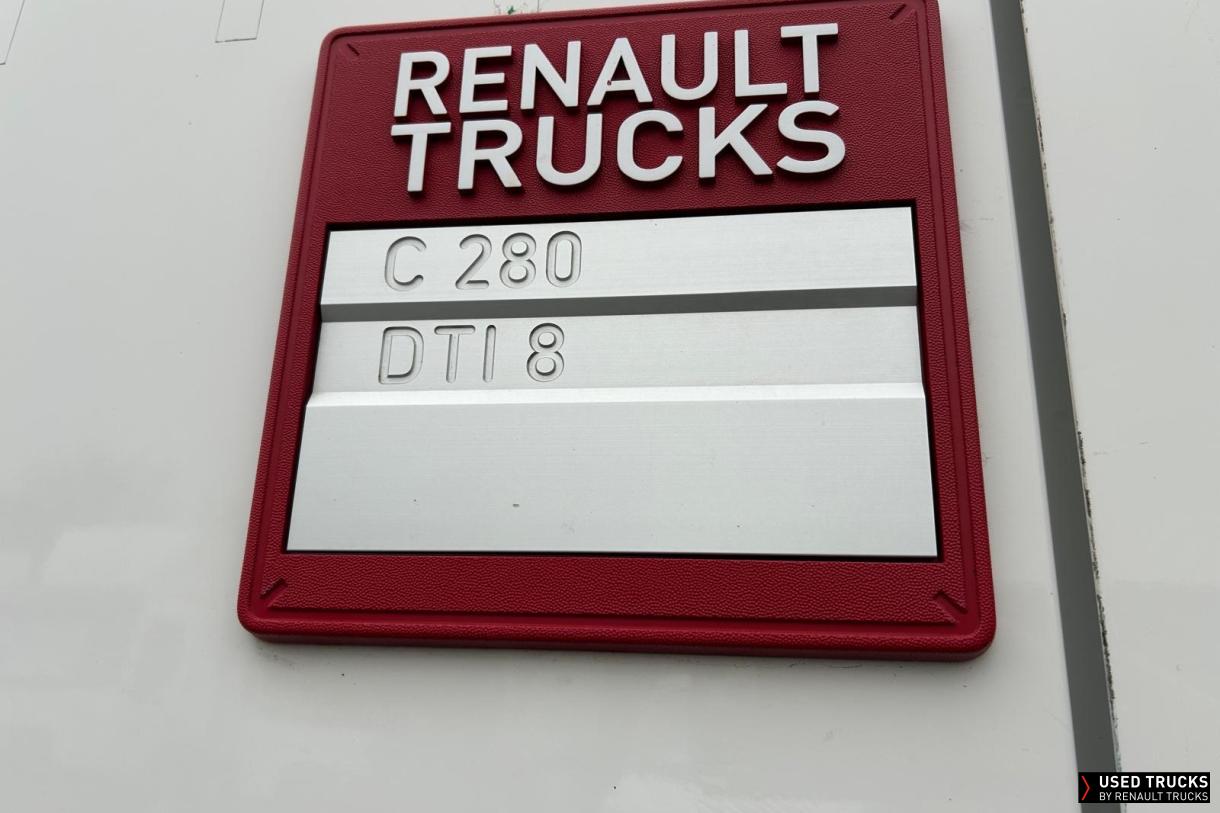 RENAULT
TRUCKS
C 280
DTI 8
USED TRUCKS
BY RENAULT TRUCKS